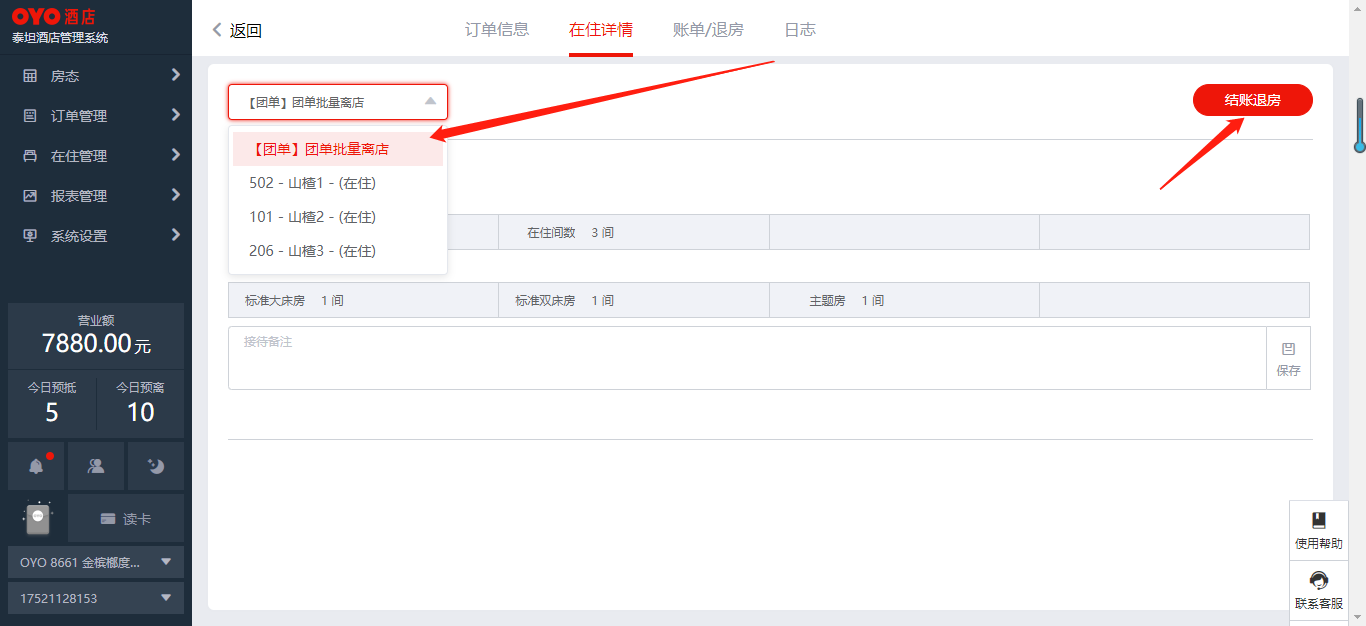 OYO 酒店
泰坦酒店管理系统
房态
订单管理
在住管理
报表管理
系统设置
营业额
7880.00元
今日预抵
今日预离
5
10
读卡
OYO 8661 金槟榔度...
17521128153
返回
订单信息
在住详情
账单/退房
日志
【团单】团单批量离店
结账退房
【团单】团单批量离店
502 - 山楂1 - (在住)
101 - 山楂2 - (在住)
206 - 山楂3 - (在住)
在住间数 3 间
标准大床房 1 间
标准双床房 1 间
主题房 1 间
接待备注
保存
使用帮助
联系客服